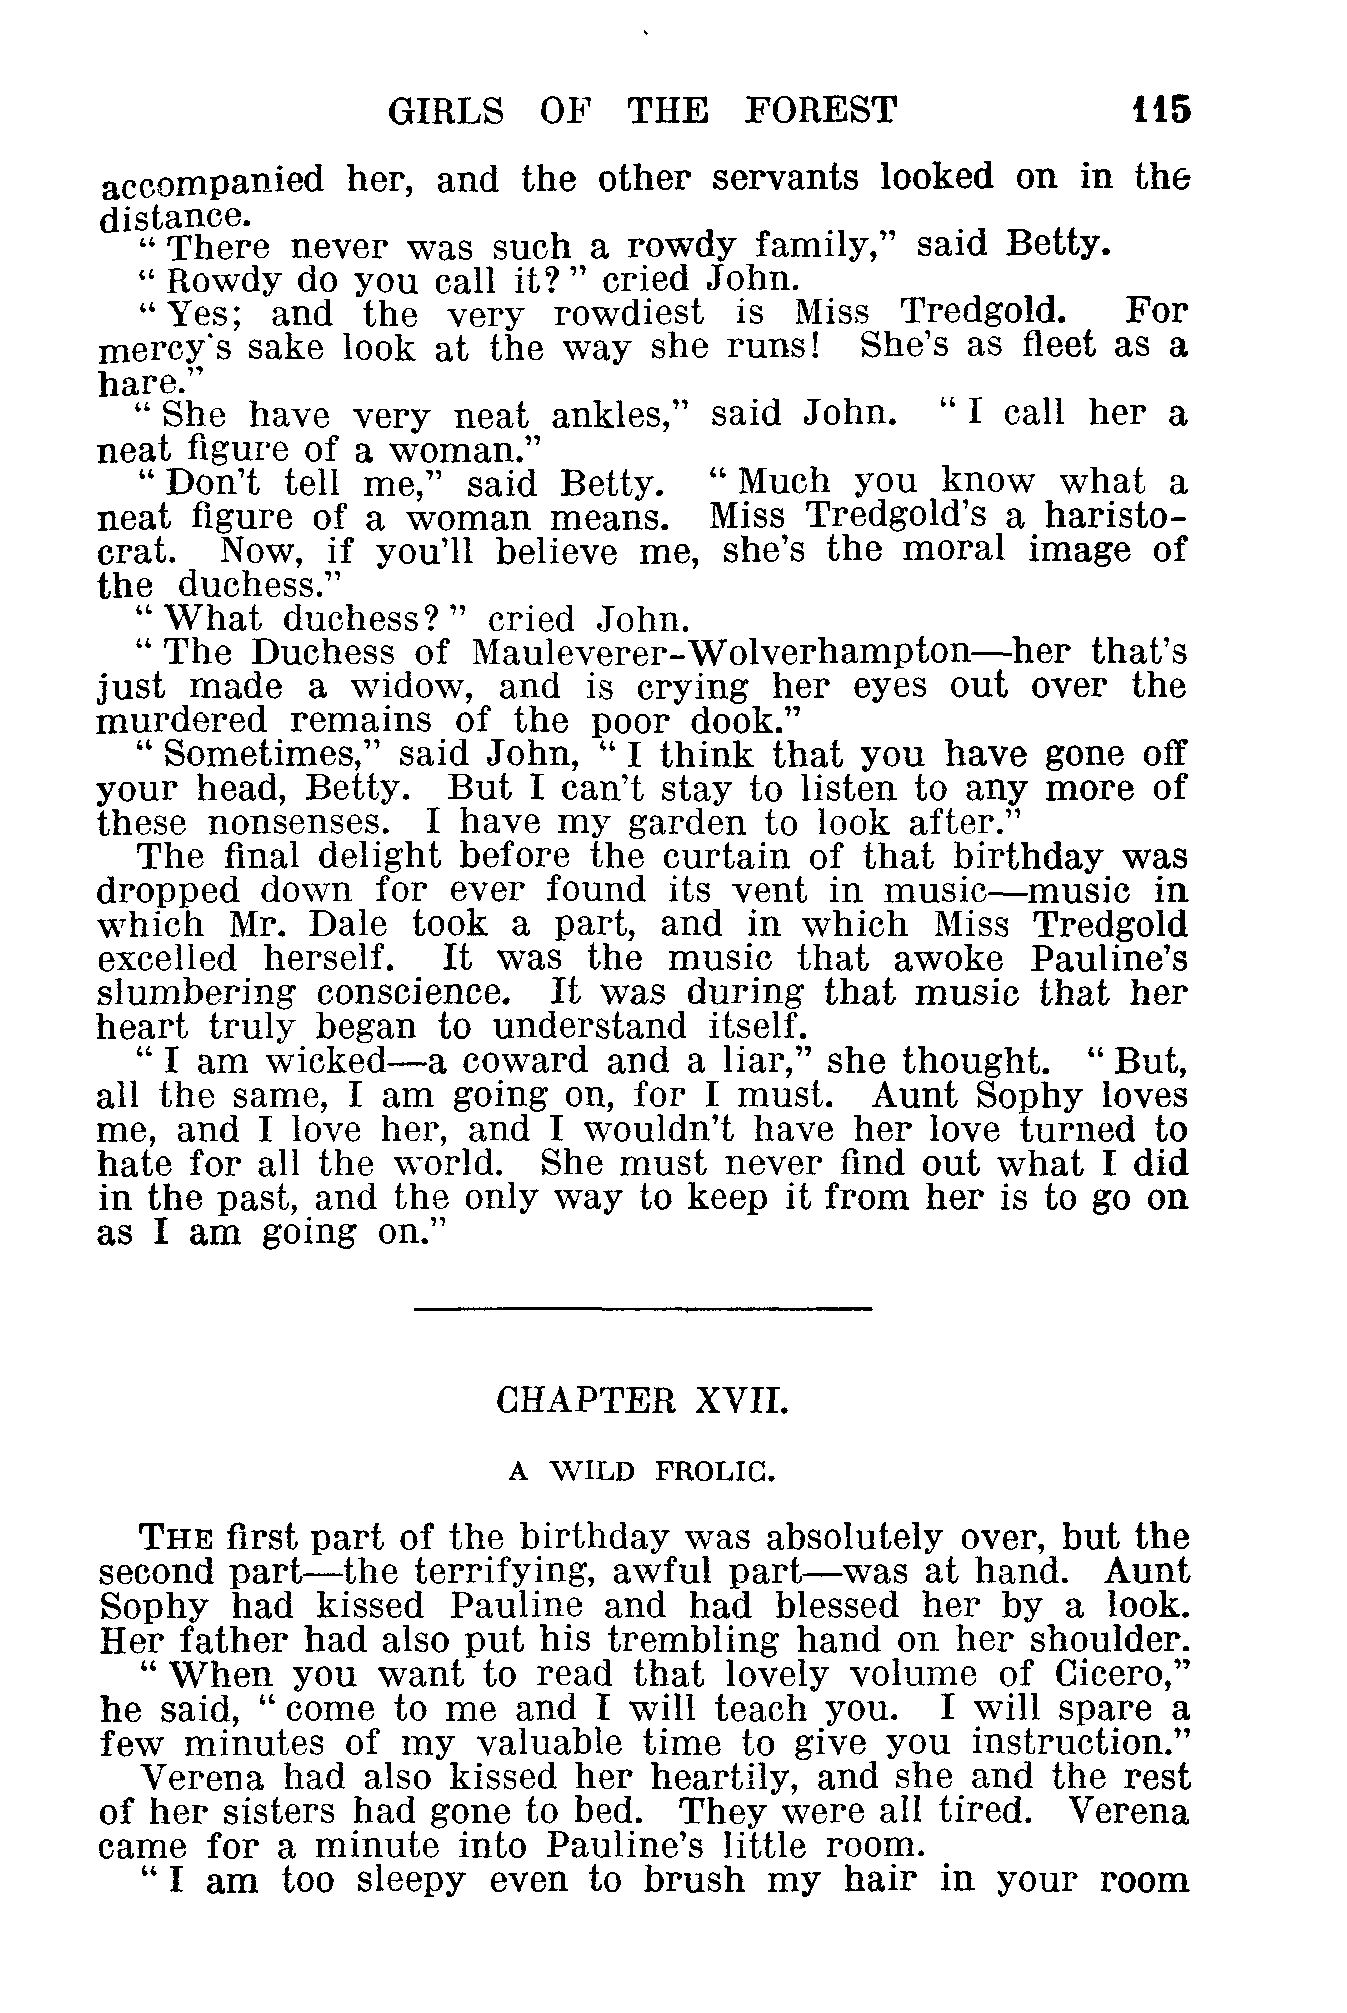 GIRLS OF THE FOREST 115
accompanied her, and the other servants looked on in the
distance.
“There never was such a rowdy family,” said Betty.
“Rowdy do you call it?” cried John.
“Yes; and the very rowdiest is Miss Tredgold. For
mercy's sake look at the way she runs! She’s as fleet as a
hare.”
“She have very neat ankles,” said John. “I call her a
neat figure of a woman.”
“Don’t tell me,” said Betty. “Much you know what a
neat figure of a woman means. Miss Tredgold’s a haristo-
crat. Now, if you’ll believe me, she’s the moral image of
the duchess.”
“What duchess?” cried John.
“The Duchess of Mauleverer-Wolverhampton—her that’s
just made a widow, and is crying her eyes out over the
murdered remains of the poor dook.”
“Sometimes,” said John, “I think that you have gone off
your head, Betty. But I can’t stay to listen to any more of
these nonsenses. I have my garden to look after.”
The final delight before the curtain of that birthday was
dropped down for ever found its vent in music—music in
which Mr. Dale took a part, and in which Miss Tredgold
excelled herself. It was the music that awoke Pauline’s
slumbering conscience. It was during that music that her
heart truly began to understand itself.
“I am wicked—a coward and a liar,” she thought. “But,
all the same, I am going on, for I must. Aunt Sophy loves
me, and I love her, and I wouldn’t have her love turned to
hate for all the world. She must never find out what I did
in the past, and the only way to keep it from her is to go on
as I am going on.”
CHAPTER XVII.
A WILD FROLIC.
THE first part of the birthday was absolutely over, but the
second part—the terrifying, awful part—was at hand. Aunt
Sophy had kissed Pauline and had blessed her by a look.
Her father had also put his trembling hand on her shoulder.
“When you want to read that lovely volume of Cicero,”
he said, “come to me and I will teach you. I will spare a
few minutes of my valuable time to give you instruction.”
Verena had also kissed her heartily, and she and the rest
of her sisters had gone to bed. They were all tired. Verena
came for a minute into Pauline’s little room.
“I am too sleepy even to brush my hair in your room